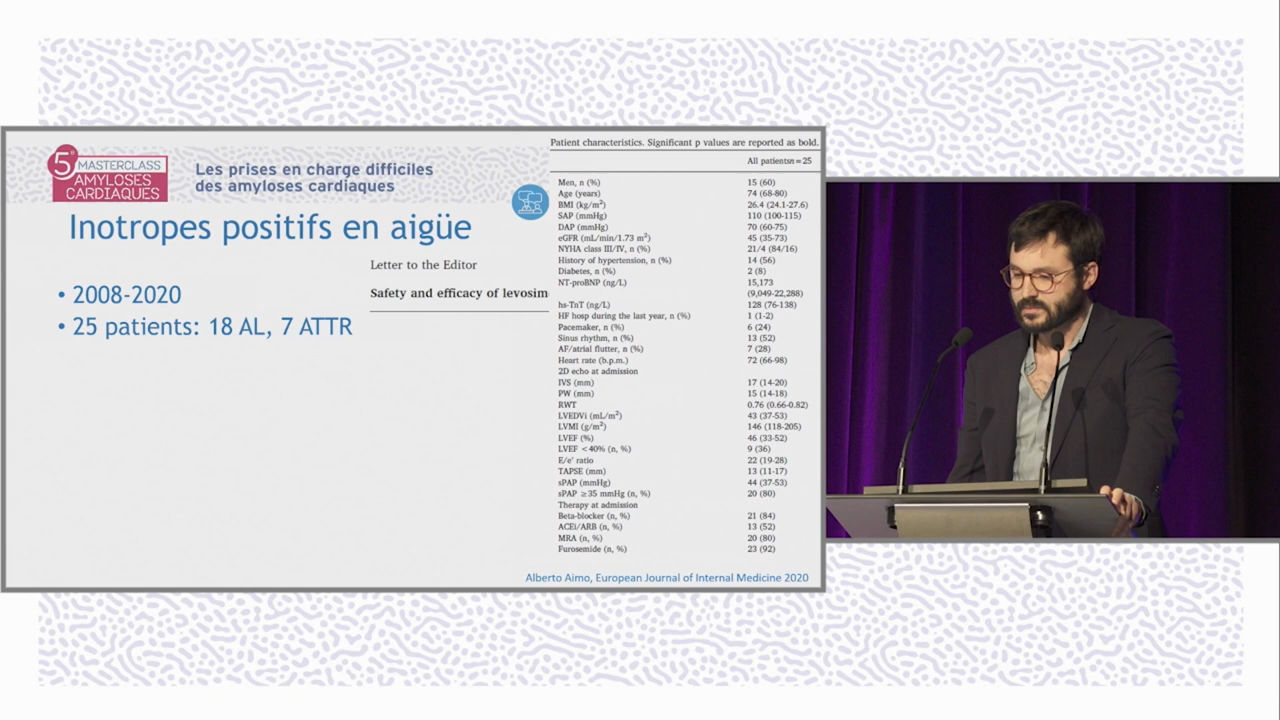 5e MASTERCLASS
AMYLOSES
CARDIAQUES
Les prises en charge difficiles
des amyloses cardiaques
Inotropes positifs en aigüe
• 2008-2020
• 25 patients: 18 AL, 7 ATTR
Letter to the Editor
Safety and efficacy of levosim
Patient characteristics. Significant p values are reported as bold.
All patients n = 25
Men, n (%) 15 (60)
Age (years) 74 (68-80)
BMI (kg/m²) 26.4 (24.1-27.6)
SAP (mmHg) 110 (100-115)
DAP (mmHg) 70 (60-75)
eGFR (mL/min/1.73 m²) 45 (35-73)
NYHA class III/IV, n (%) 21/4 (84/16)
History of hypertension, n (%) 14 (56)
Diabetes, n (%) 2 (8)
NT-proBNP (ng/L) 15,173
(9,049-22,288)
hs-TnT (ng/L) 128 (76-138)
HF hosp during the last year, n (%) 1 (1-2)
Pacemaker, n (%) 6 (24)
Sinus rhythm, n (%) 13 (52)
AF/atrial flutter, n (%) 7 (28)
Heart rate (b.p.m.) 72 (66-98)
2D echo at admission
IVS (mm) 17 (14-20)
PW (mm) 15 (14-18)
RWT 0.76 (0.66-0.82)
LVEDVi (mL/m²) 43 (37-53)
LVMI (g/m²) 146 (118-205)
LVEF (%) 46 (33-52)
LVEF <40% (n, %) 9 (36)
E/e' ratio 22 (19-28)
TAPSE (mm) 13 (11-17)
sPAP (mmHg) 44 (37-53)
sPAP ≥35 mmHg (n, %) 20 (80)
Therapy at admission
Beta-blocker (n, %) 21 (84)
ACEi/ARB (n, %) 13 (52)
MRA (n, %) 20 (80)
Furosemide (n, %) 23 (92)
Alberto Aimo, European Journal of Internal Medicine 2020